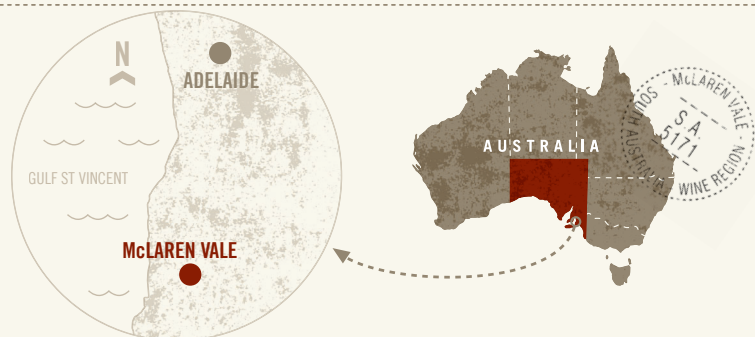 N
ADELAIDE
GULF ST VINCENT
McLAREN VALE
AUSTRALIA
McLAREN VALE - SOUTH AUSTRALIA - WINE REGION -
S.A.
5171